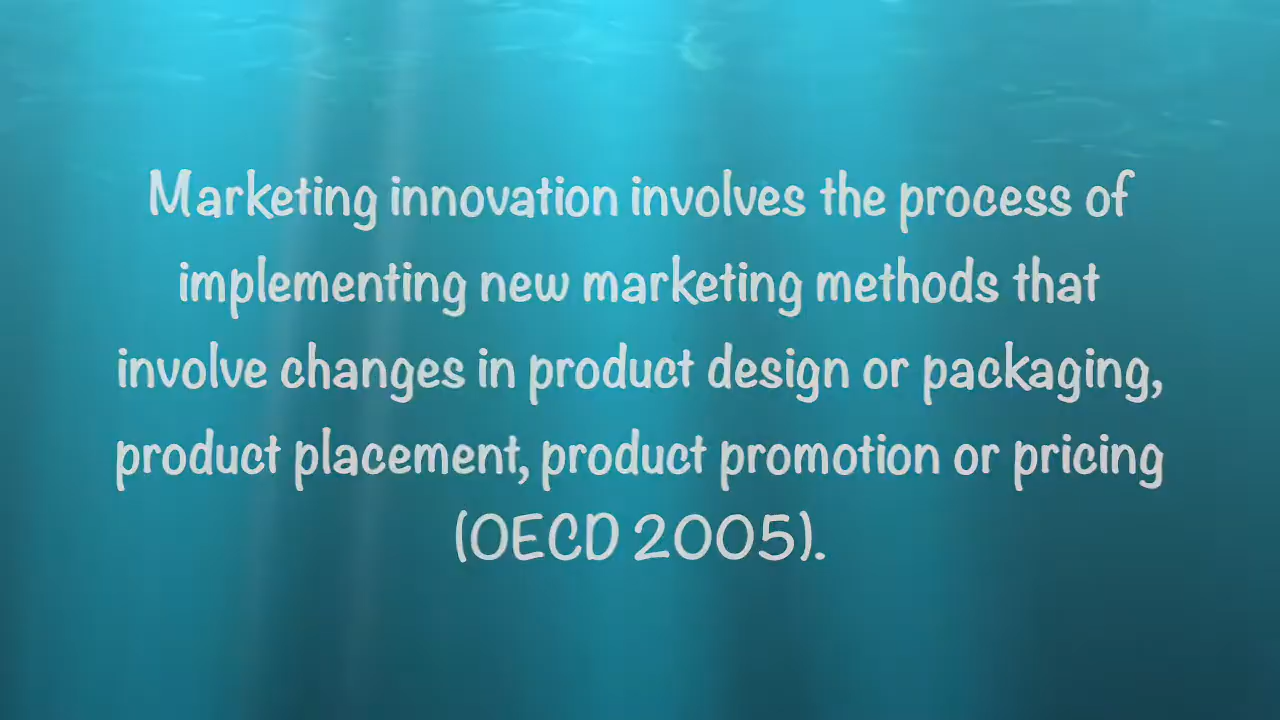 Marketing innovation involves the process of
implementing new marketing methods that
involve changes in product design or packaging,
product placement, product promotion or pricing
(OECD 2005).